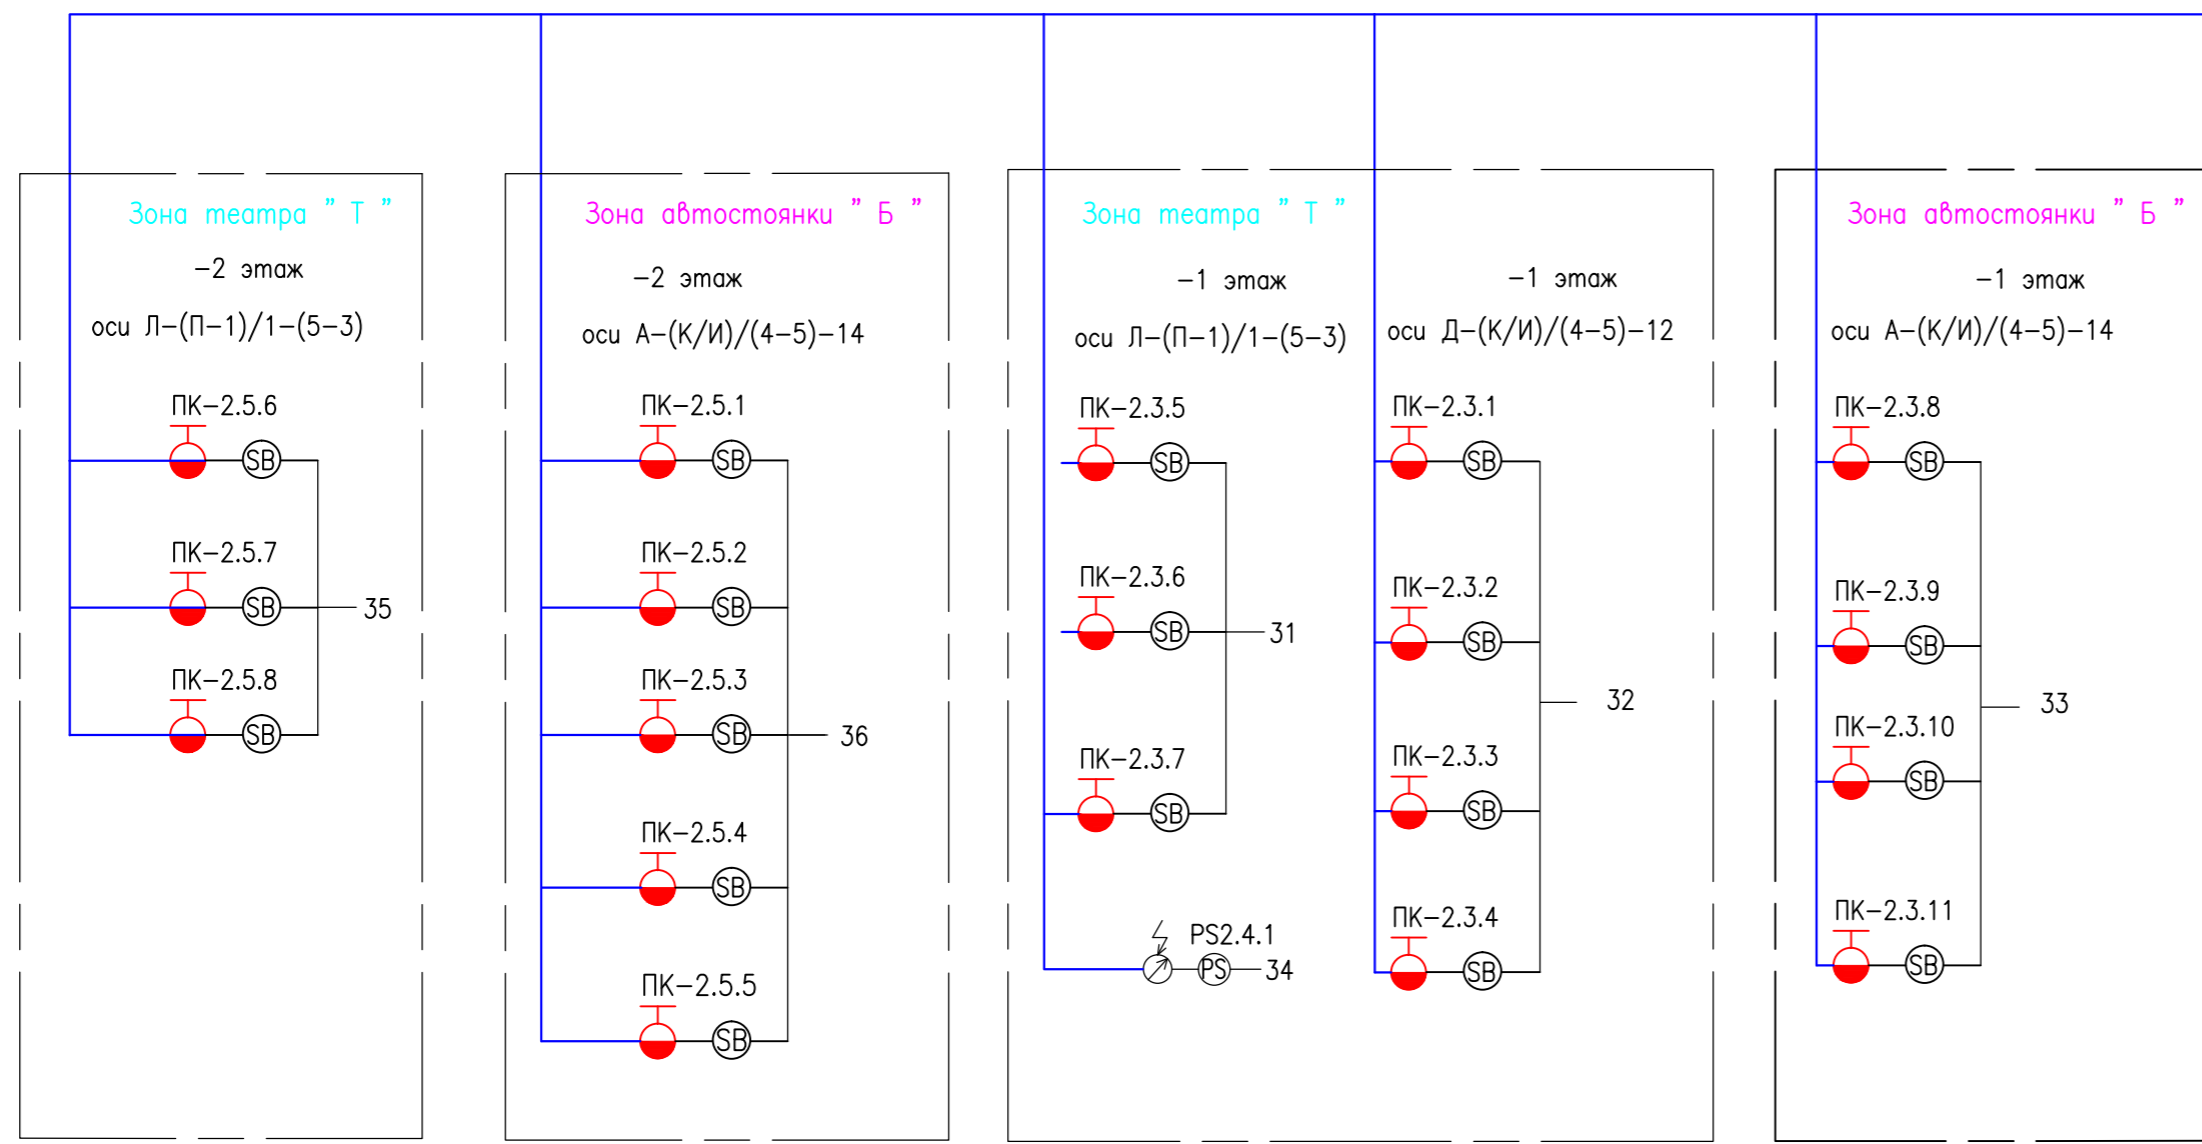 Зона театра " Т "
-2 этаж
оси Л-(П-1)/1-(5-3)
ПК-2.5.6
SB
ПК-2.5.7
SB
35
ПК-2.5.8
SB
Зона автостоянки " Б "
-2 этаж
оси А-(К/И)/(4-5)-14
ПК-2.5.1
SB
ПК-2.5.2
SB
ПК-2.5.3
SB
36
ПК-2.5.4
SB
ПК-2.5.5
SB
Зона театра " Т "
-1 этаж
оси Л-(П-1)/1-(5-3)
ПК-2.3.5
SB
ПК-2.3.6
SB
31
ПК-2.3.7
SB
PS2.4.1
PS
34
-1 этаж
оси Д-(К/И)/(4-5)-12
ПК-2.3.1
SB
ПК-2.3.2
SB
32
ПК-2.3.3
SB
ПК-2.3.4
SB
Зона автостоянки " Б "
-1 этаж
оси А-(К/И)/(4-5)-14
ПК-2.3.8
SB
ПК-2.3.9
SB
33
ПК-2.3.10
SB
ПК-2.3.11
SB